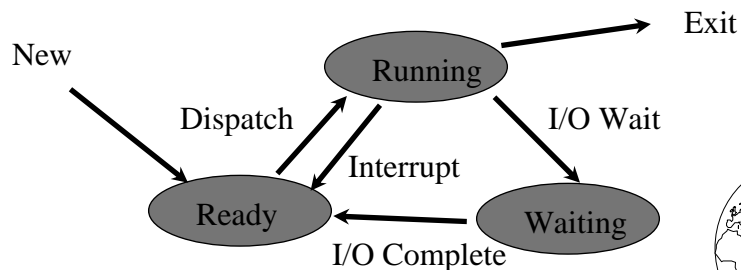 Exit
New
Running
Dispatch
I/O Wait
Interrupt
Ready
Waiting
I/O Complete